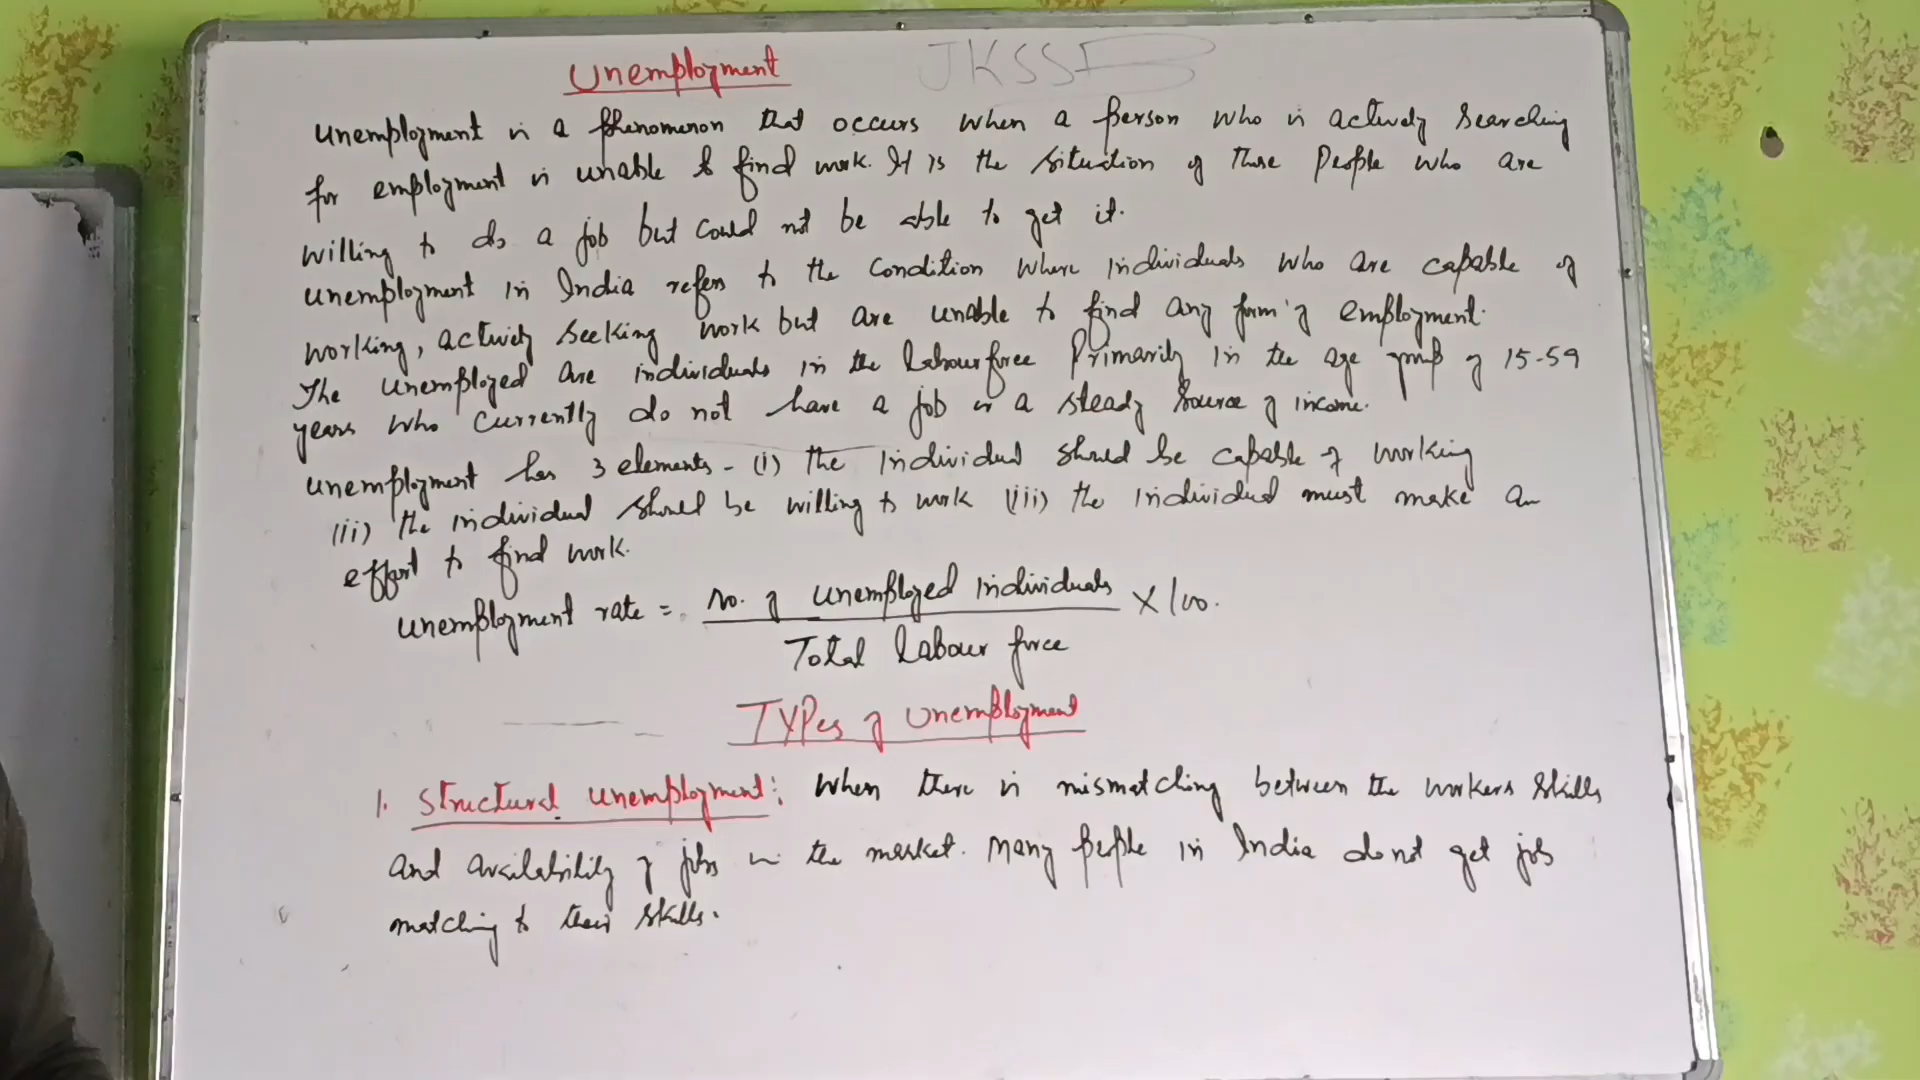 Unemployment
JKSSB
Unemployment is a phenomenon that occurs when a person who is actively searching
for employment is unable to find work. It is the situation of those People who are
willing to do a job but could not be able to get it.
Unemployment in India refers to the condition where individuals who are capable of
working, actively seeking work but are unable to find any form of employment.
The unemployed are individuals in the labour force Primarily in the age group of 15-59
years who currently do not have a job or a steady source of income.
Unemployment has 3 elements - (i) the individual should be capable of working
(ii) the individual should be willing to work (iii) the individual must make an
effort to find work.
Unemployment rate = No. of unemployed individuals × 100.
Total labour force
TYPes of unemployment
1. Structural unemployment: When there is mismatching between the workers skills
and availability of jobs in the market. Many people in India do not get job
matching to their skills.